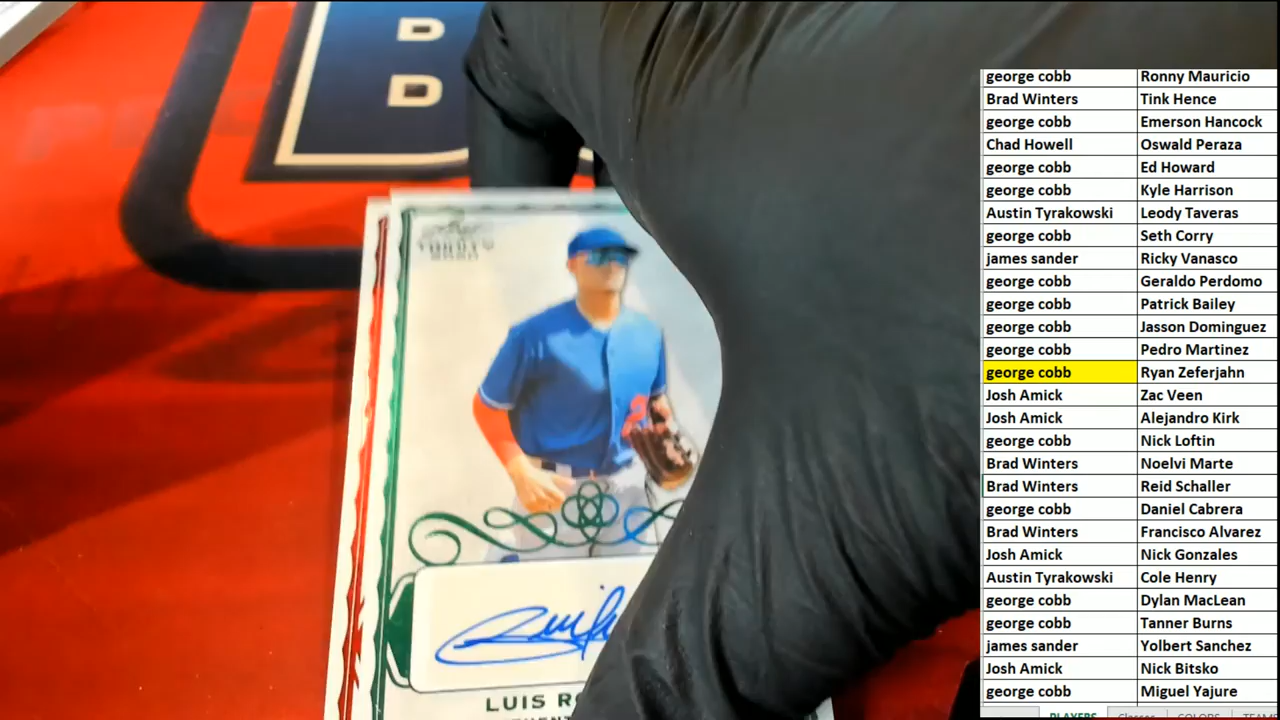 B
D
B
Leaf
2020
LUIS RO
george cobb Ronny Mauricio
Brad Winters Tink Hence
george cobb Emerson Hancock
Chad Howell Oswald Peraza
george cobb Ed Howard
george cobb Kyle Harrison
Austin Tyrakowski Leody Taveras
george cobb Seth Corry
james sander Ricky Vanasco
george cobb Geraldo Perdomo
george cobb Patrick Bailey
george cobb Jasson Dominguez
george cobb Pedro Martinez
george cobb Ryan Zeferjahn
Josh Amick Zac Veen
Josh Amick Alejandro Kirk
george cobb Nick Loftin
Brad Winters Noelvi Marte
Brad Winters Reid Schaller
george cobb Daniel Cabrera
Brad Winters Francisco Alvarez
Josh Amick Nick Gonzales
Austin Tyrakowski Cole Henry
george cobb Dylan MacLean
george cobb Tanner Burns
james sander Yolbert Sanchez
Josh Amick Nick Bitsko
george cobb Miguel Yajure
PLAYERS Classes COLORS TEAM